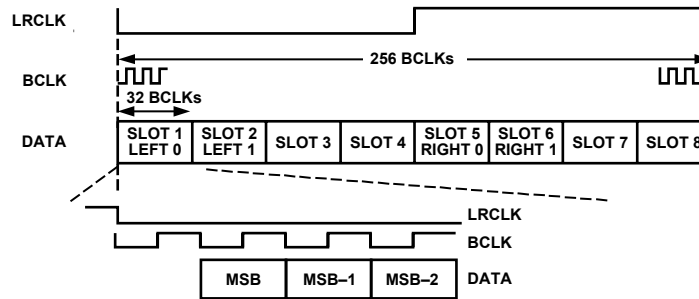 LRCLK
256 BCLKs
BCLK
32 BCLKs
DATA
SLOT 1 LEFT 0
SLOT 2 LEFT 1
SLOT 3
SLOT 4
SLOT 5 RIGHT 0
SLOT 6 RIGHT 1
SLOT 7
SLOT 8
LRCLK
BCLK
MSB
MSB–1
MSB–2
DATA